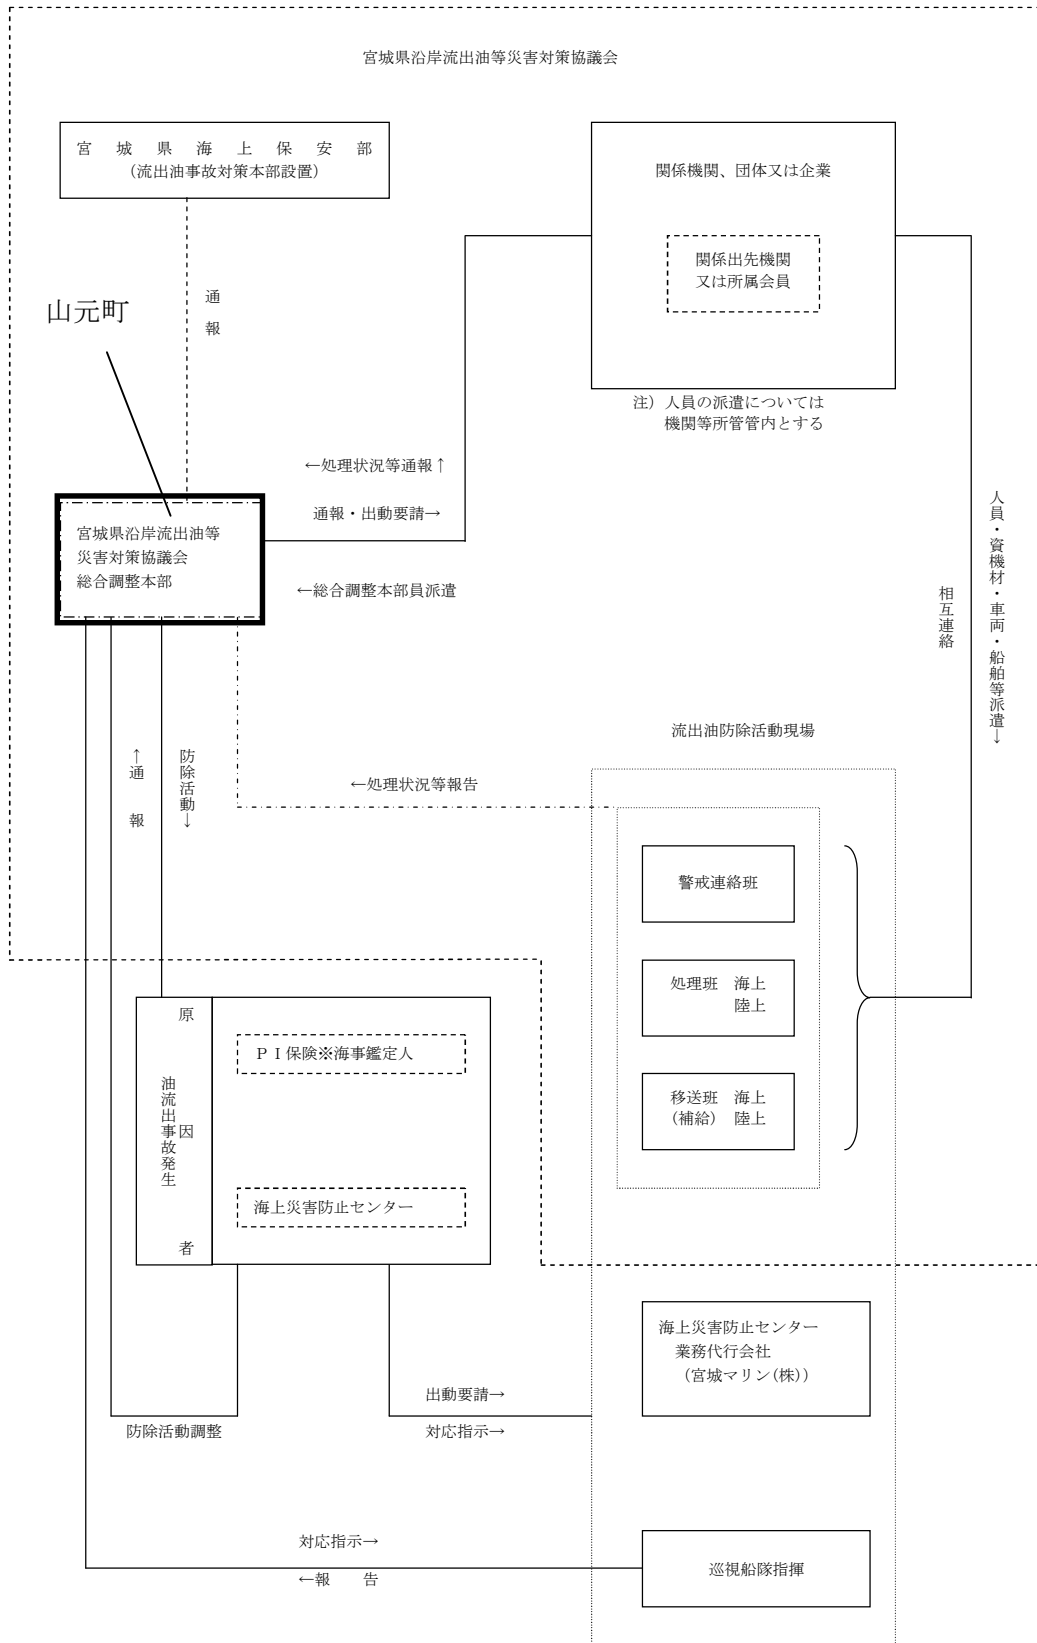 宮城県沿岸流出油等災害対策協議会
宮　城　県　海　上　保　安　部
（流出油事故対策本部設置）
関係機関、団体又は企業
関係出先機関
又は所属会員
通　報
山元町
注）人員の派遣については
機関等所管管内とする
←処理状況等通報↑
通報・出動要請→
宮城県沿岸流出油等
災害対策協議会
総合調整本部
←総合調整本部員派遣
相互連絡
人員・資機材・車両・船舶等派遣↓
流出油防除活動現場
↑通　報
防除活動↓
←処理状況等報告
警戒連絡班
処理班　海上
陸上
移送班　海上
（補給）　陸上
原　因　者
油流出事故発生
ＰＩ保険※海事鑑定人
海上災害防止センター
海上災害防止センター
業務代行会社
（宮城マリン(株)）
出動要請→
対応指示→
防除活動調整
対応指示→
←報　告
巡視船隊指揮